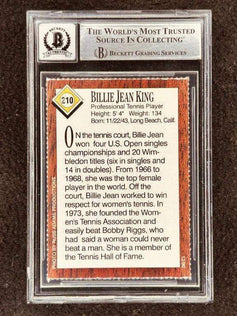 THE WORLD'S MOST TRUSTED
SOURCE IN COLLECTING™
BECKETT GRADING SERVICES
210
BILLIE JEAN KING
Professional Tennis Player
Height: 5' 4" Weight: 134
Born: 11/22/43, Long Beach, Calif.
ON the tennis court, Billie Jean
won four U.S. Open singles
championships and 20 Wim-
bledon titles (six in singles and
14 in doubles). From 1966 to
1968, she was the top female
player in the world. Off the
court, Billie Jean worked to win
respect for women's tennis. In
1973, she founded the Wom-
en's Tennis Association and
easily beat Bobby Riggs, who
had said a woman could never
beat a man. She is a member of
the Tennis Hall of Fame.